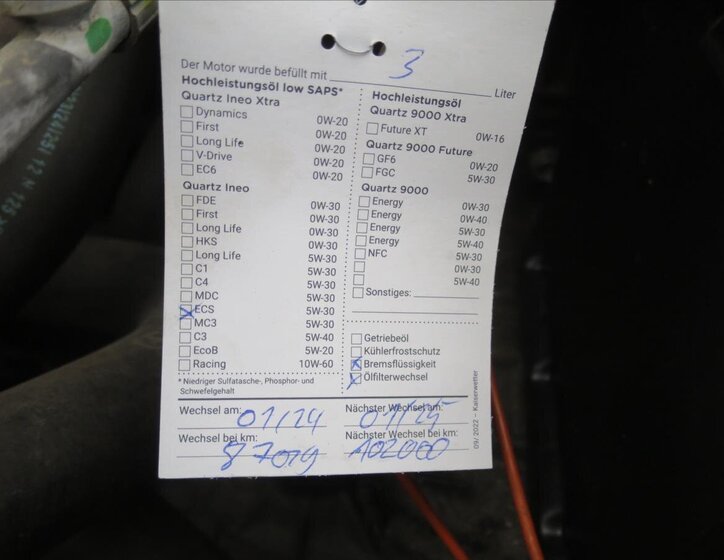 Der Motor wurde befüllt mit 3 Liter
Hochleistungsöl low SAPS*
Quartz Ineo Xtra
Dynamics 0W-20
First 0W-20
Long Life 0W-20
V-Drive 0W-20
EC6 0W-20
Quartz Ineo
FDE 0W-30
First 0W-30
Long Life 0W-30
HKS 0W-30
Long Life 5W-30
C1 5W-30
C4 5W-30
MDC 5W-30
ECS 5W-30
MC3 5W-30
C3 5W-40
EcoB 5W-20
Racing 10W-60
* Niedriger Sulfatasche-, Phosphor- und
Schwefelgehalt
Hochleistungsöl
Quartz 9000 Xtra
Future XT 0W-16
Quartz 9000 Future
GF6 0W-20
FGC 5W-30
Quartz 9000
Energy 0W-30
Energy 0W-40
Energy 5W-30
Energy 5W-40
NFC 5W-30
0W-30
5W-40
Sonstiges:
Getriebeöl
Kühlerfrostschutz
Bremsflüssigkeit
Ölfilterwechsel
Wechsel am: 01/24 Nächster Wechsel am: 01/25
Wechsel bei km: 87019 Nächster Wechsel bei km: 102000
09/2022 – Kaiserwetter